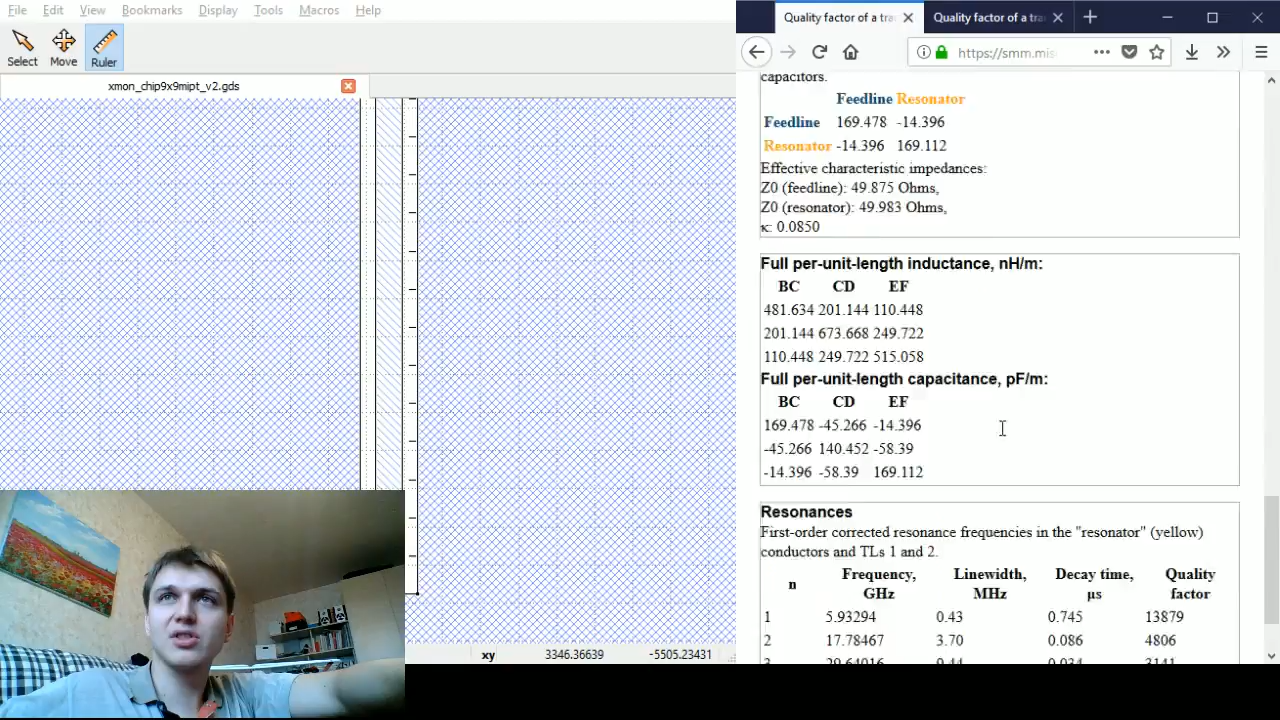 File Edit View Bookmarks Display Tools Macros Help
Select Move Ruler
xmon_chip9x9mipt_v2.gds
xy 3346.36639 -5505.23431
Quality factor of a tra Quality factor of a tra
https://smm.mis
capacitors.
Feedline Resonator
Feedline 169.478 -14.396
Resonator -14.396 169.112
Effective characteristic impedances:
Z0 (feedline): 49.875 Ohms,
Z0 (resonator): 49.983 Ohms,
κ: 0.0850
Full per-unit-length inductance, nH/m:
BC CD EF
481.634 201.144 110.448
201.144 673.668 249.722
110.448 249.722 515.058
Full per-unit-length capacitance, pF/m:
BC CD EF
169.478 -45.266 -14.396
-45.266 140.452 -58.39
-14.396 -58.39 169.112
Resonances
First-order corrected resonance frequencies in the "resonator" (yellow)
conductors and TLs 1 and 2.
n Frequency, GHz Linewidth, MHz Decay time, μs Quality factor
1 5.93294 0.43 0.745 13879
2 17.78467 3.70 0.086 4806
3 29.64016 9.44 0.034 3141